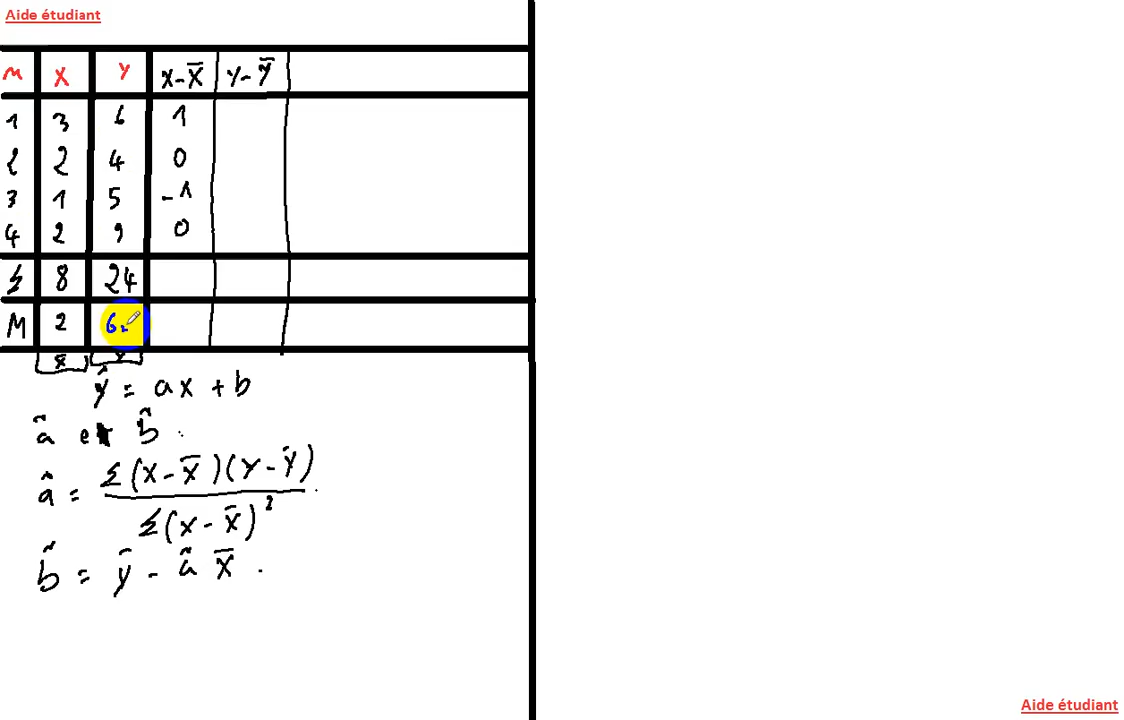 Aide étudiant
n X Y X-X̄ Y-Ȳ
1 3 6 1
2 2 4 0
3 1 5 -1
4 2 9 0
Σ 8 24
M 2 6
X̄ Ȳ
ŷ = ax + b
â et b̂ .
â = Σ(X-X̄)(Y-Ȳ) .
Σ(X-X̄)²
b̂ = ȳ - â X̄ .
Aide étudiant